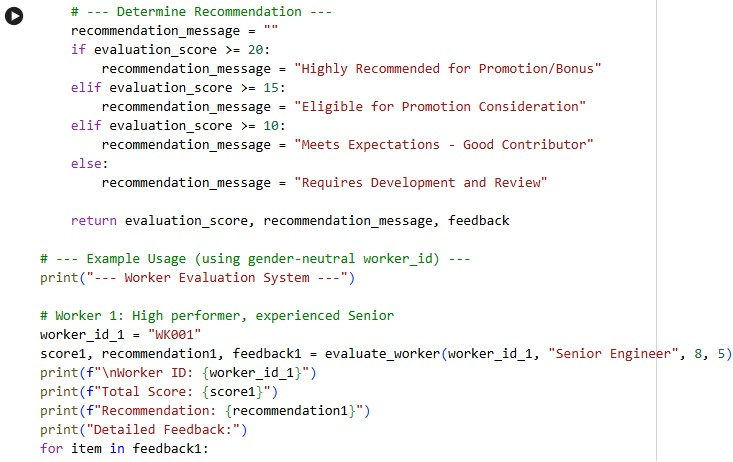 # --- Determine Recommendation ---
recommendation_message = ""
if evaluation_score >= 20:
recommendation_message = "Highly Recommended for Promotion/Bonus"
elif evaluation_score >= 15:
recommendation_message = "Eligible for Promotion Consideration"
elif evaluation_score >= 10:
recommendation_message = "Meets Expectations - Good Contributor"
else:
recommendation_message = "Requires Development and Review"
return evaluation_score, recommendation_message, feedback
# --- Example Usage (using gender-neutral worker_id) ---
print("--- Worker Evaluation System ---")
# Worker 1: High performer, experienced Senior
worker_id_1 = "WK001"
score1, recommendation1, feedback1 = evaluate_worker(worker_id_1, "Senior Engineer", 8, 5)
print(f"\nWorker ID: {worker_id_1}")
print(f"Total Score: {score1}")
print(f"Recommendation: {recommendation1}")
print("Detailed Feedback:")
for item in feedback1: